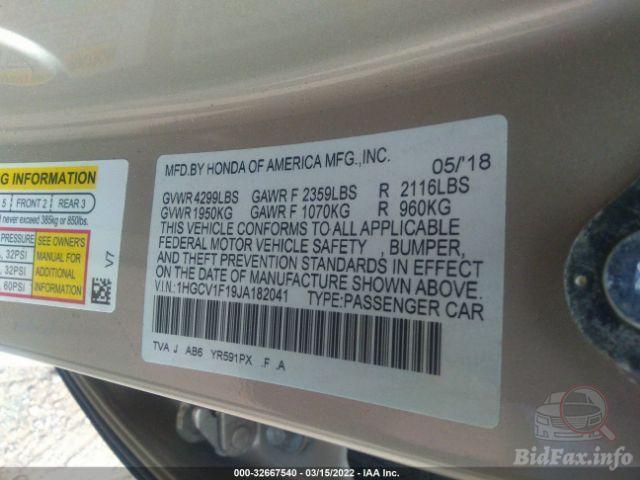 MFD.BY HONDA OF AMERICA MFG.,INC. 05/'18
GVWR 4299LBS GAWR F 2359LBS R 2116LBS
GVWR 1950KG GAWR F 1070KG R 960KG
THIS VEHICLE CONFORMS TO ALL APPLICABLE
FEDERAL MOTOR VEHICLE SAFETY , BUMPER,
AND THEFT PREVENTION STANDARDS IN EFFECT
ON THE DATE OF MANUFACTURE SHOWN ABOVE.
V.I.N.:1HGCV1F19JA182041 TYPE:PASSENGER CAR
TVA J AB6 YR591PX .F .A
INFORMATION
5 FRONT 2 REAR 3
never exceed 385kg or 850lbs.
PRESSURE SEE OWNER'S
32PSI MANUAL FOR
32PSI ADDITIONAL
60PSI INFORMATION
V7
000-32667540 — 03/15/2022 - IAA Inc.
BidFax.info